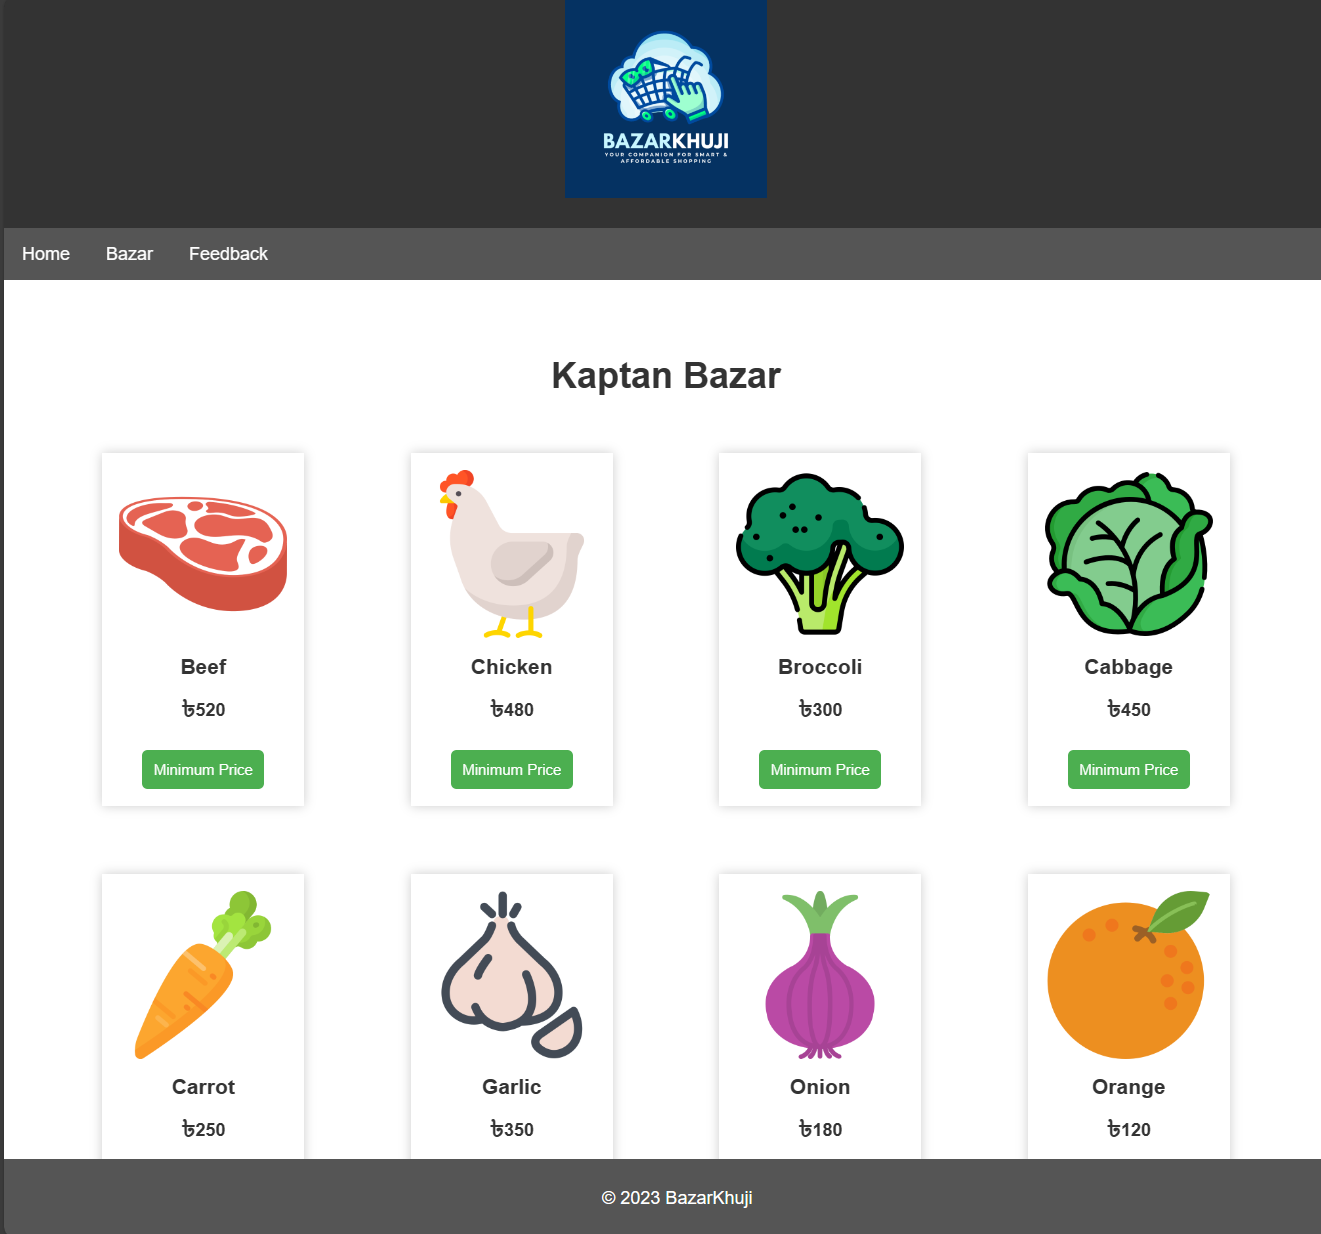 BAZARKHUJI
YOUR COMPANION FOR SMART &
AFFORDABLE SHOPPING
Home Bazar Feedback
Kaptan Bazar
Beef Chicken Broccoli Cabbage
৳520 ৳480 ৳300 ৳450
Minimum Price Minimum Price Minimum Price Minimum Price
Carrot Garlic Onion Orange
৳250 ৳350 ৳180 ৳120
© 2023 BazarKhuji